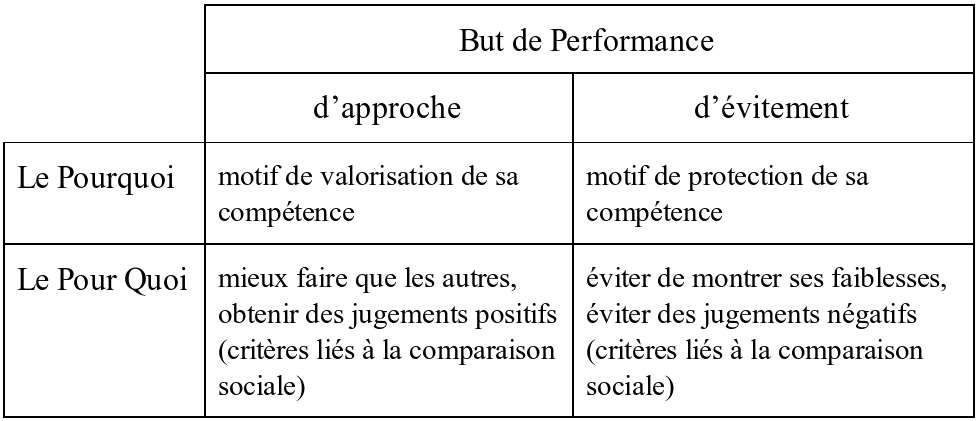 But de Performance
d’approche
d’évitement
Le Pourquoi
motif de valorisation de sa
compétence
motif de protection de sa
compétence
Le Pour Quoi
mieux faire que les autres,
obtenir des jugements positifs
(critères liés à la comparaison
sociale)
éviter de montrer ses faiblesses,
éviter des jugements négatifs
(critères liés à la comparaison
sociale)